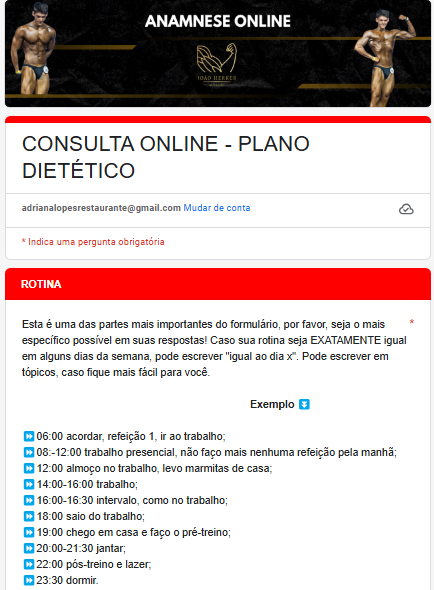 ANAMNESE ONLINE
JOAO HERRER
CONSULTA ONLINE - PLANO
DIETÉTICO
adrianalopesrestaurante@gmail.com Mudar de conta
* Indica uma pergunta obrigatória
ROTINA
Esta é uma das partes mais importantes do formulário, por favor, seja o mais *
específico possível em suas respostas! Caso sua rotina seja EXATAMENTE igual
em alguns dias da semana, pode escrever "igual ao dia x". Pode escrever em
tópicos, caso fique mais fácil para você.
Exemplo ⏬
⏩06:00 acordar, refeição 1, ir ao trabalho;
⏩08:-12:00 trabalho presencial, não faço mais nenhuma refeição pela manhã;
⏩12:00 almoço no trabalho, levo marmitas de casa;
⏩14:00-16:00 trabalho;
⏩16:00-16:30 intervalo, como no trabalho;
⏩18:00 saio do trabalho;
⏩19:00 chego em casa e faço o pré-treino;
⏩20:00-21:30 jantar;
⏩22:00 pós-treino e lazer;
⏩23:30 dormir.